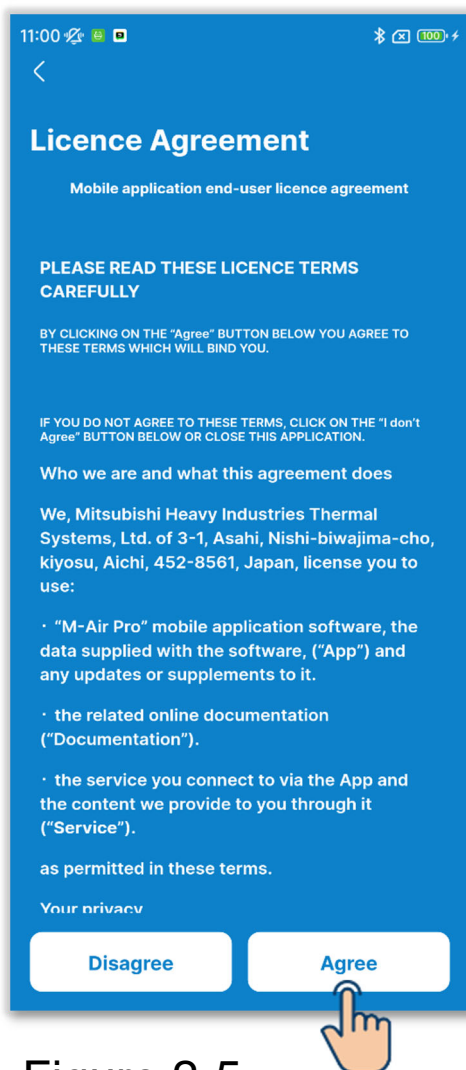 11:00
100
Licence Agreement
Mobile application end-user licence agreement
PLEASE READ THESE LICENCE TERMS
CAREFULLY
BY CLICKING ON THE “Agree” BUTTON BELOW YOU AGREE TO
THESE TERMS WHICH WILL BIND YOU.
IF YOU DO NOT AGREE TO THESE TERMS, CLICK ON THE “I don’t
Agree” BUTTON BELOW OR CLOSE THIS APPLICATION.
Who we are and what this agreement does
We, Mitsubishi Heavy Industries Thermal
Systems, Ltd. of 3-1, Asahi, Nishi-biwajima-cho,
kiyosu, Aichi, 452-8561, Japan, license you to
use:
· “M-Air Pro” mobile application software, the
data supplied with the software, (“App”) and
any updates or supplements to it.
· the related online documentation
(“Documentation”).
· the service you connect to via the App and
the content we provide to you through it
(“Service”).
as permitted in these terms.
Your privacy
Disagree
Agree